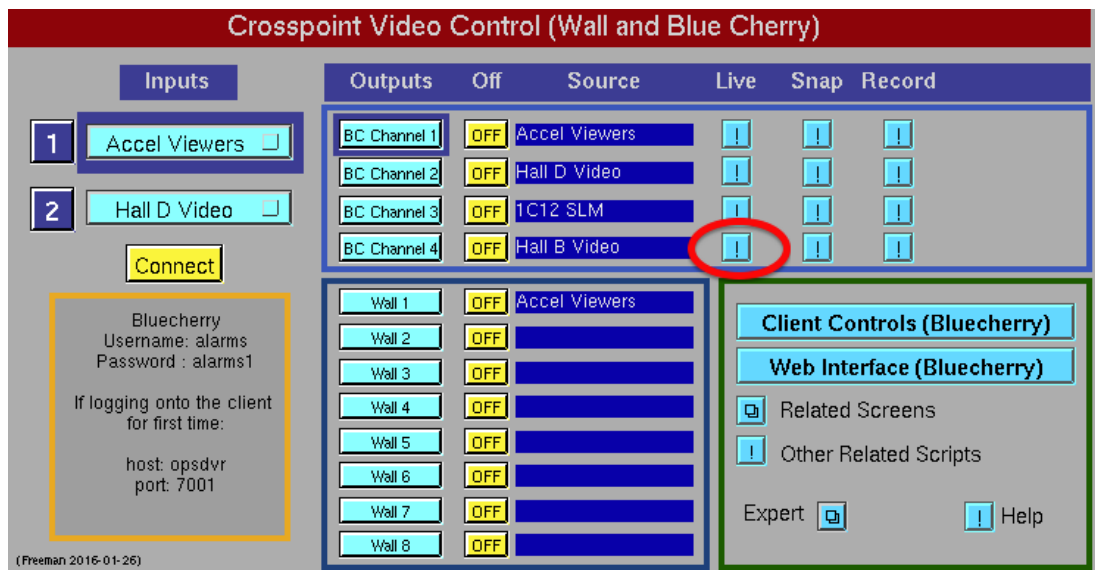 Crosspoint Video Control (Wall and Blue Cherry)
Inputs
Outputs Off Source Live Snap Record
1 Accel Viewers
2 Hall D Video
Connect
BC Channel 1 OFF Accel Viewers ! ! !
BC Channel 2 OFF Hall D Video ! ! !
BC Channel 3 OFF 1C12 SLM ! ! !
BC Channel 4 OFF Hall B Video ! ! !
Bluecherry
Username: alarms
Password : alarms1
If logging onto the client
for first time:
host: opsdvr
port: 7001
(Freeman 2016-01-26)
Wall 1 OFF Accel Viewers
Wall 2 OFF
Wall 3 OFF
Wall 4 OFF
Wall 5 OFF
Wall 6 OFF
Wall 7 OFF
Wall 8 OFF
Client Controls (Bluecherry)
Web Interface (Bluecherry)
Related Screens
! Other Related Scripts
Expert ! Help